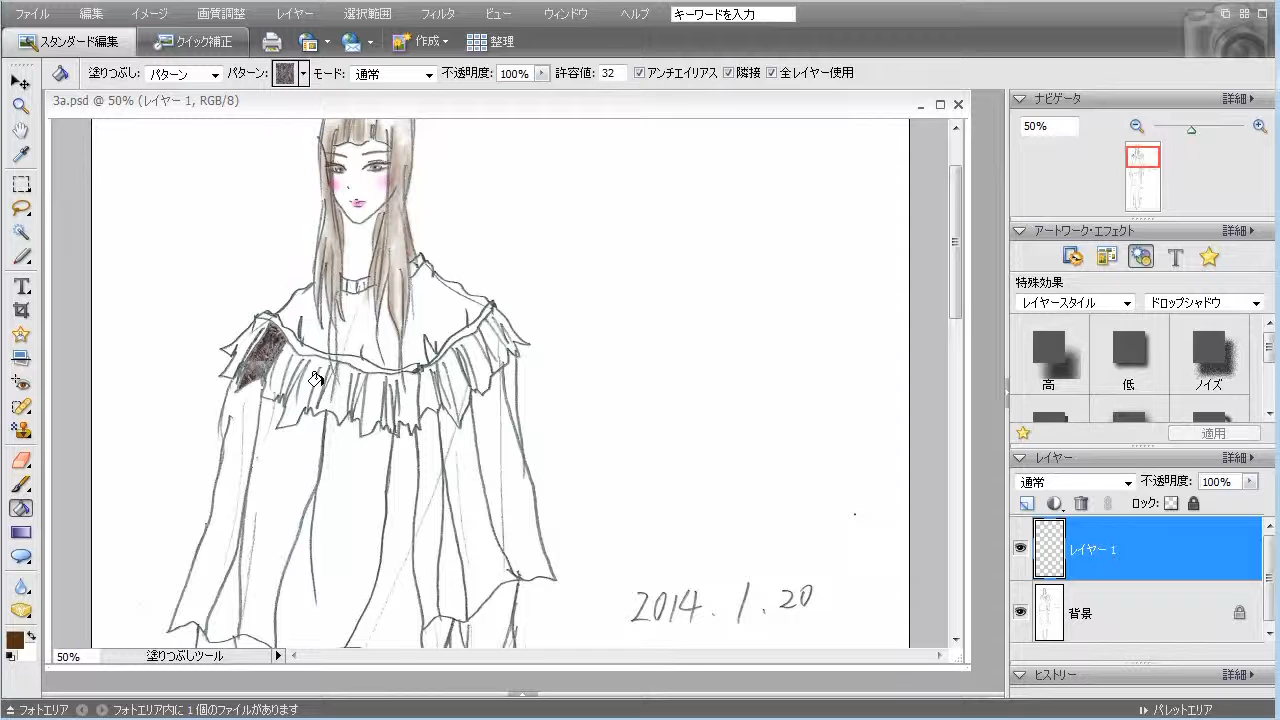 ファイル 編集 イメージ 画質調整 レイヤー 選択範囲 フィルタ ビュー ウィンドウ ヘルプ キーワードを入力
スタンダード編集 クイック補正 作成 整理
塗りつぶし: パターン パターン: モード: 通常 不透明度: 100% 許容値: 32 アンチエイリアス 隣接 全レイヤー使用
3a.psd @ 50% (レイヤー 1, RGB/8)
2014.1.20
50% 塗りつぶしツール
ナビゲータ 詳細
50%
アートワーク・エフェクト 詳細
特殊効果
レイヤースタイル ドロップシャドウ
高 低 ノイズ
適用
レイヤー 詳細
通常 不透明度: 100%
ロック:
レイヤー 1
背景
ヒストリー 詳細
フォトエリア フォトエリア内に 1 個のファイルがあります パレットエリア